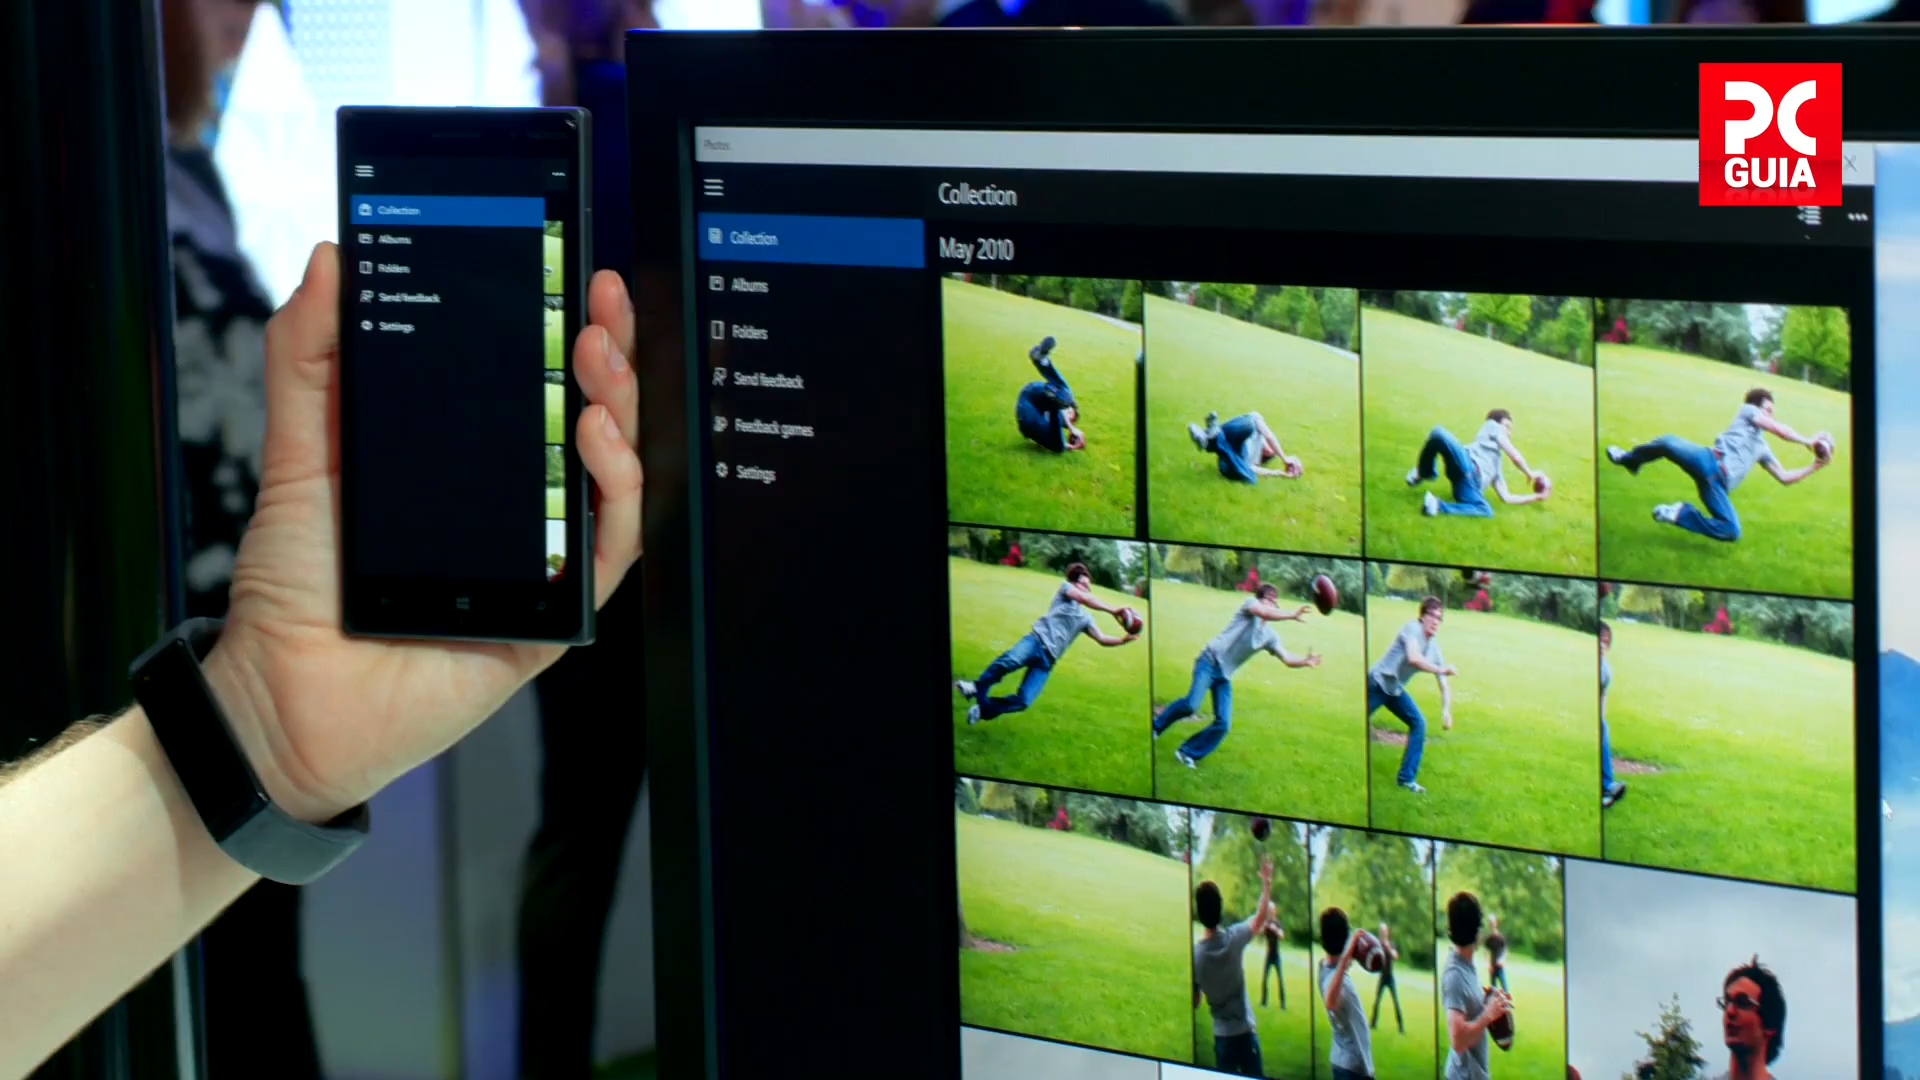 PC
GUIA
Collection
Albums
Folders
Send feedback
Settings
Photos
Collection
May 2010
Collection
Albums
Folders
Send feedback
Feedback games
Settings